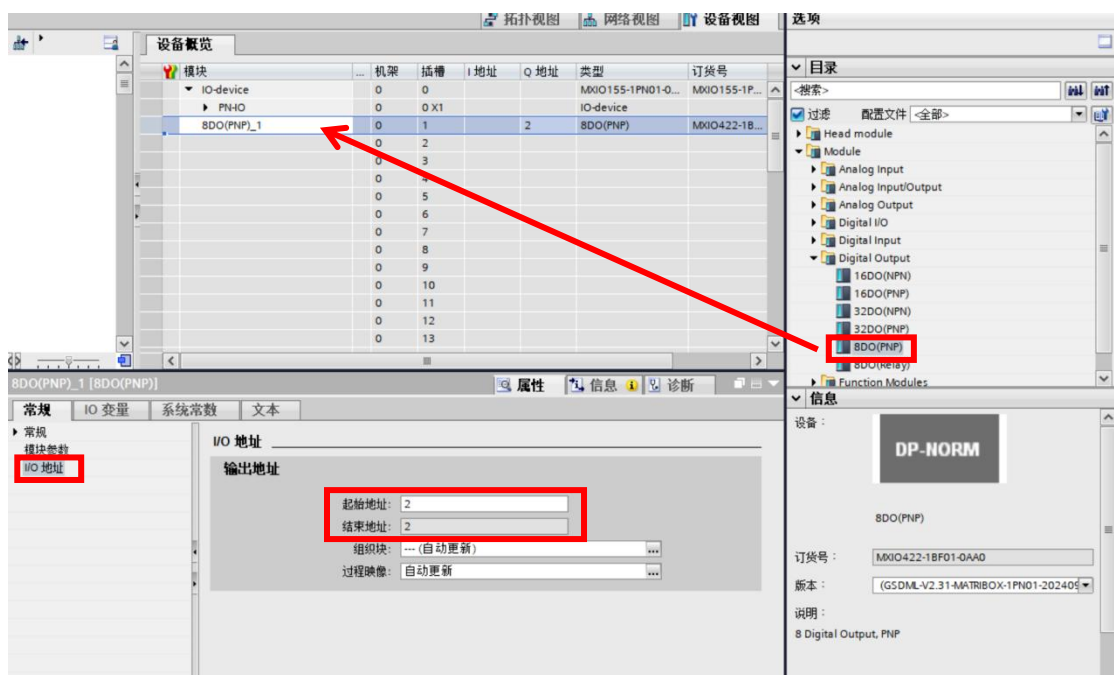 拓扑视图 网络视图 设备视图 选项
设备概览
模块 ... 机架 插槽 I 地址 Q 地址 类型 订货号
IO-device 0 0 MXIO155-1PN01-0... MXIO155-1P...
PN-IO 0 0 X1 IO-device
8DO(PNP)_1 0 1 2 8DO(PNP) MXIO422-1B...
0 2
0 3
0 4
0 5
0 6
0 7
0 8
0 9
0 10
0 11
0 12
0 13
目录
<搜索>
过滤 配置文件 <全部>
Head module
Module
Analog Input
Analog Input/Output
Analog Output
Digital I/O
Digital Input
Digital Output
16DO(NPN)
16DO(PNP)
32DO(NPN)
32DO(PNP)
8DO(PNP)
8DO(Relay)
Function Modules
8DO(PNP)_1 [8DO(PNP)] 属性 信息 诊断
常规 IO 变量 系统常数 文本
常规
模块参数
I/O 地址
I/O 地址
输出地址
起始地址: 2
结束地址: 2
组织块: --- (自动更新) ...
过程映像: 自动更新 ...
信息
设备:
DP-NORM
8DO(PNP)
订货号: MXIO422-1BF01-0AA0
版本: (GSDML-V2.31-MATRIBOX-1PN01-202409
说明:
8 Digital Output, PNP